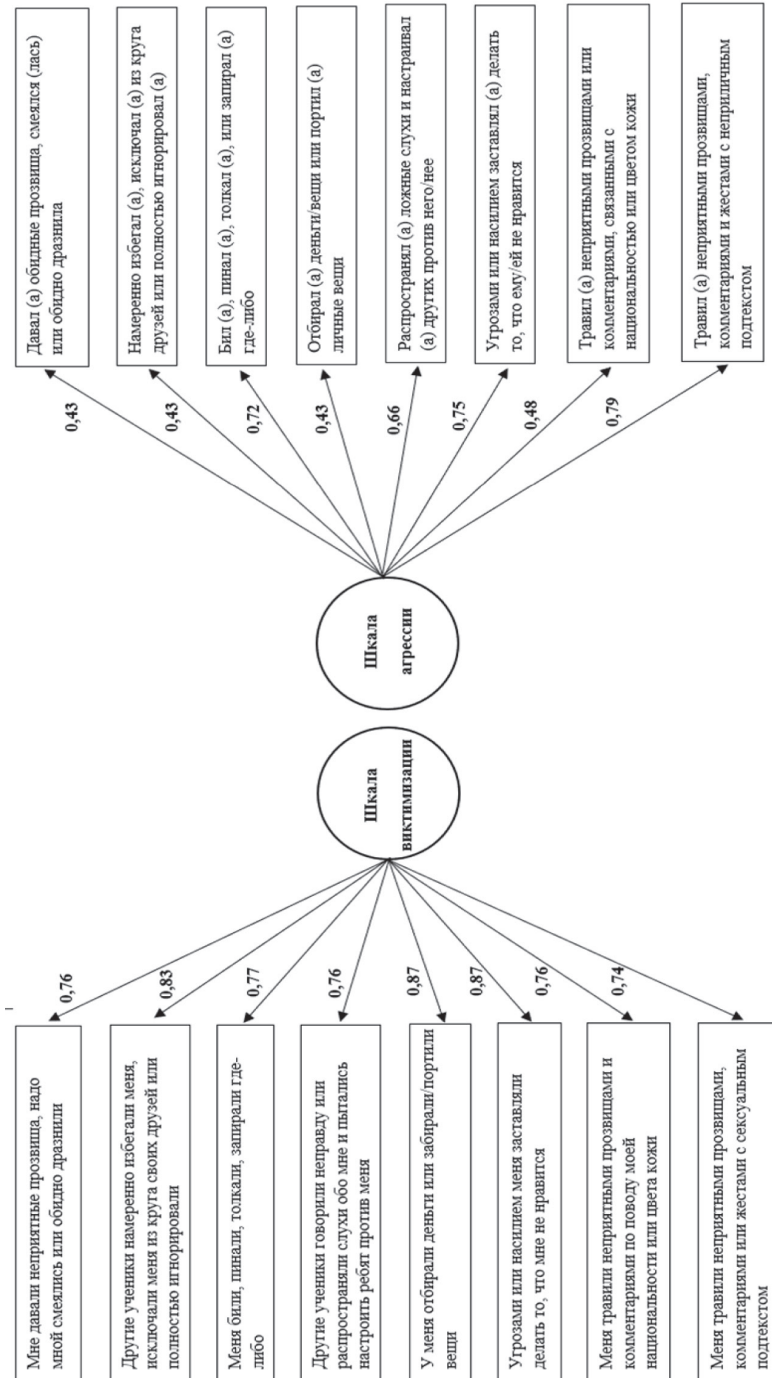 Мне давали неприятные прозвища, надо
мной смеялись или обидно дразнили
Другие ученики намеренно избегали меня,
исключали меня из круга своих друзей или
полностью игнорировали
Меня били, пинали, толкали, запирали где-
либо
Другие ученики говорили неправду или
распространяли слухи обо мне и пытались
настроить ребят против меня
У меня отбирали деньги или забирали/портили
вещи
Угрозами или насилием меня заставляли
делать то, что мне не нравится
Меня травили неприятными прозвищами и
комментариями по поводу моей
национальности или цвета кожи
Меня травили неприятными прозвищами,
комментариями или жестами с сексуальным
подтекстом
0,76
0,83
0,77
0,76
0,87
0,87
0,76
0,74
Шкала
виктимизации
Шкала
агрессии
0,43
0,43
0,72
0,43
0,66
0,75
0,48
0,79
Давал (а) обидные прозвища, смеялся (лась)
или обидно дразнила
Намеренно избегал (а), исключал (а) из круга
друзей или полностью игнорировал (а)
Бил (а), пинал (а), толкал (а), или запирал (а)
где-либо
Отбирал (а) деньги/вещи или портил (а)
личные вещи
Распространял (а) ложные слухи и настраивал
(а) других против него/нее
Угрозами или насилием заставлял (а) делать
то, что ему/ей не нравится
Травил (а) неприятными прозвищами или
комментариями, связанными с
национальностью или цветом кожи
Травил (а) неприятными прозвищами,
комментариями и жестами с неприличным
подтекстом